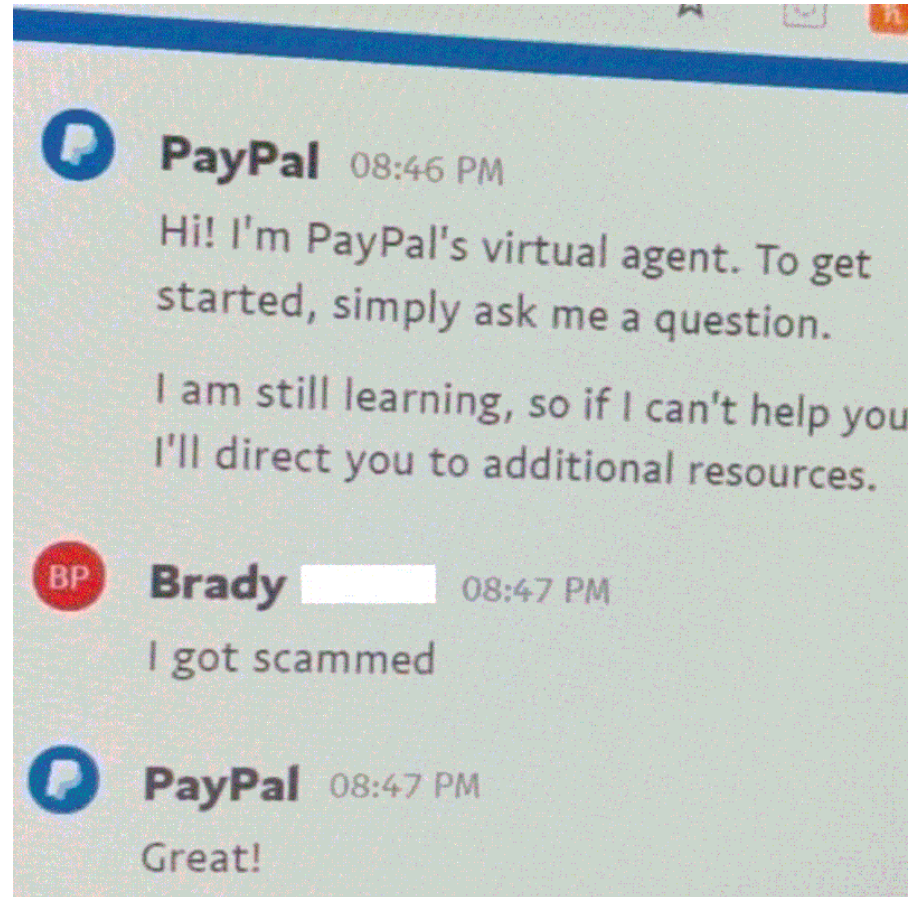 PayPal 08:46 PM
Hi! I'm PayPal's virtual agent. To get
started, simply ask me a question.
I am still learning, so if I can't help you
I'll direct you to additional resources.
BP
Brady 08:47 PM
I got scammed
PayPal 08:47 PM
Great!